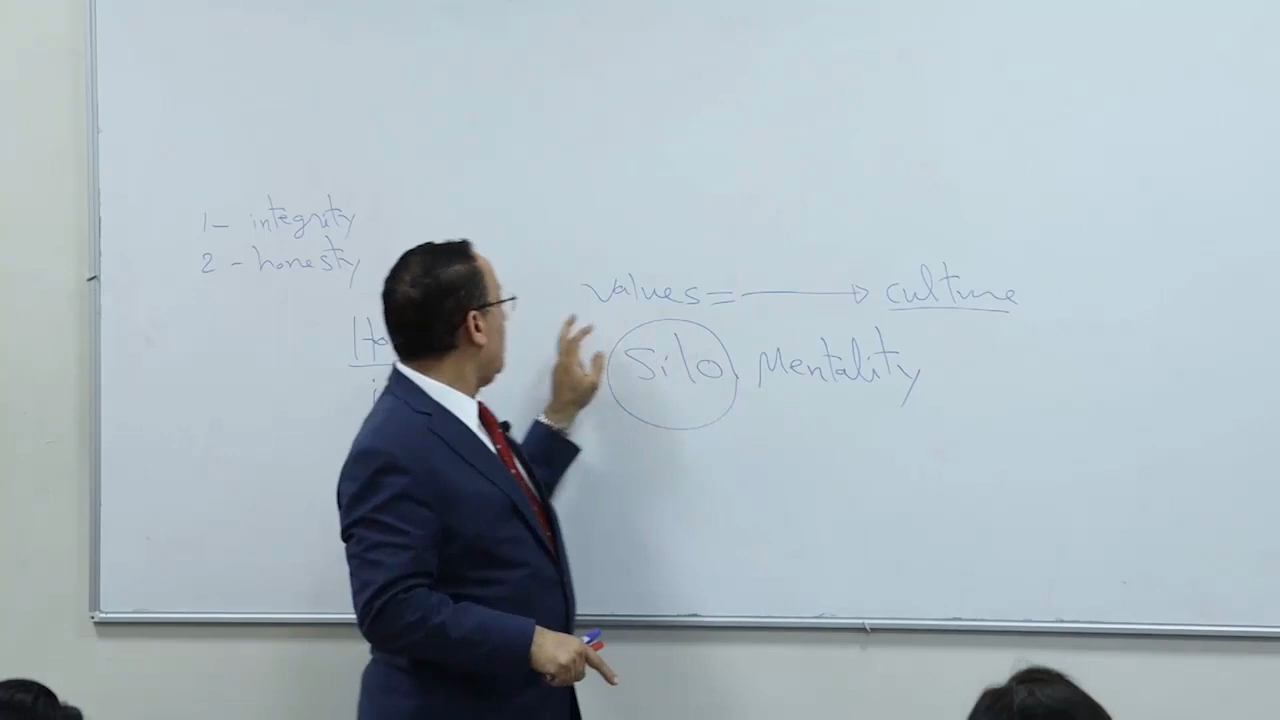 1- integrity
2 - honesty
values = → culture
Silo Mentality